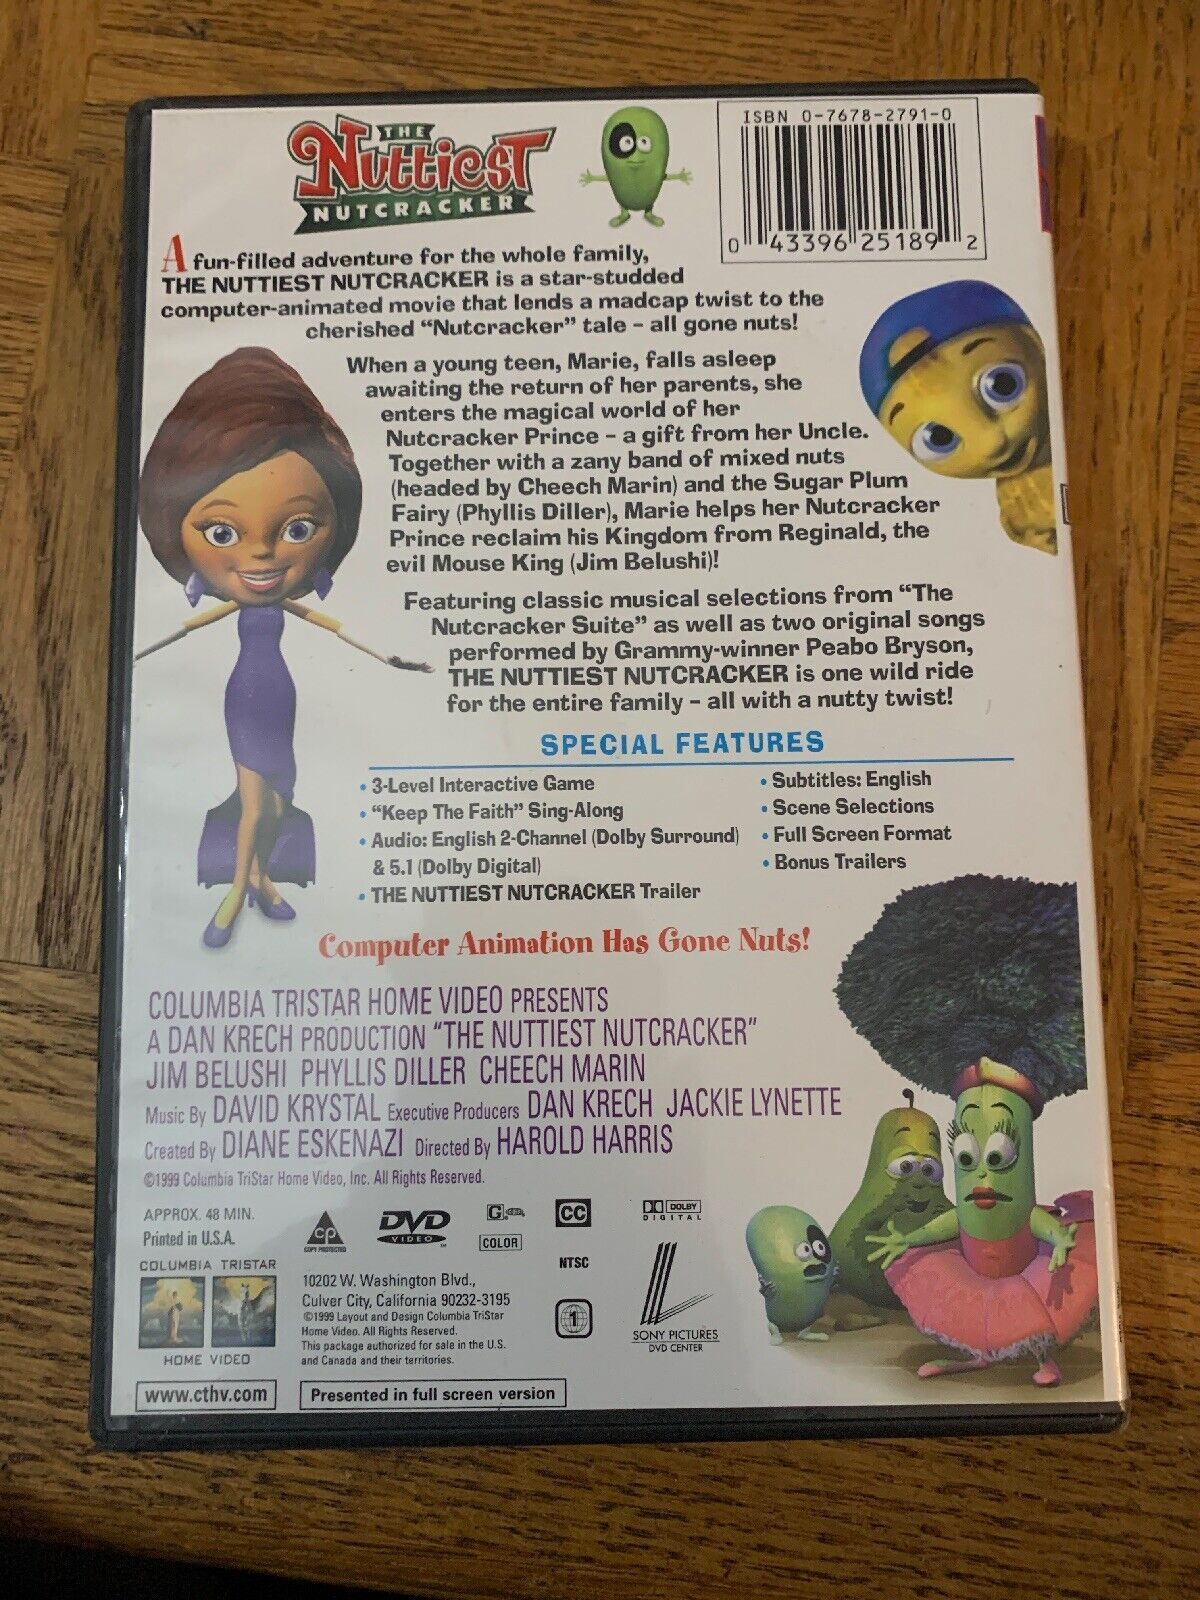 THE
NUttiEST
NUTCRACKER
ISBN 0-7678-2791-0
0 43396 25189 2
A fun-filled adventure for the whole family,
THE NUTTIEST NUTCRACKER is a star-studded
computer-animated movie that lends a madcap twist to the
cherished “Nutcracker” tale – all gone nuts!
When a young teen, Marie, falls asleep
awaiting the return of her parents, she
enters the magical world of her
Nutcracker Prince – a gift from her Uncle.
Together with a zany band of mixed nuts
(headed by Cheech Marin) and the Sugar Plum
Fairy (Phyllis Diller), Marie helps her Nutcracker
Prince reclaim his Kingdom from Reginald, the
evil Mouse King (Jim Belushi)!
Featuring classic musical selections from “The
Nutcracker Suite” as well as two original songs
performed by Grammy-winner Peabo Bryson,
THE NUTTIEST NUTCRACKER is one wild ride
for the entire family – all with a nutty twist!
SPECIAL FEATURES
• 3-Level Interactive Game
• “Keep The Faith” Sing-Along
• Audio: English 2-Channel (Dolby Surround)
& 5.1 (Dolby Digital)
• THE NUTTIEST NUTCRACKER Trailer
• Subtitles: English
• Scene Selections
• Full Screen Format
• Bonus Trailers
Computer Animation Has Gone Nuts!
COLUMBIA TRISTAR HOME VIDEO PRESENTS
A DAN KRECH PRODUCTION “THE NUTTIEST NUTCRACKER”
JIM BELUSHI PHYLLIS DILLER CHEECH MARIN
Music By DAVID KRYSTAL Executive Producers DAN KRECH JACKIE LYNETTE
Created By DIANE ESKENAZI Directed By HAROLD HARRIS
©1999 Columbia TriStar Home Video, Inc. All Rights Reserved.
APPROX. 48 MIN.
Printed in U.S.A.
cp
COPY PROTECTED
DVD
VIDEO
G
COLOR
CC
NTSC
DOLBY
DIGITAL
COLUMBIA TRISTAR
HOME VIDEO
10202 W. Washington Blvd.,
Culver City, California 90232-3195
©1999 Layout and Design Columbia TriStar
Home Video. All Rights Reserved.
This package authorized for sale in the U.S.
and Canada and their territories.
1
SONY PICTURES
DVD CENTER
www.cthv.com
Presented in full screen version